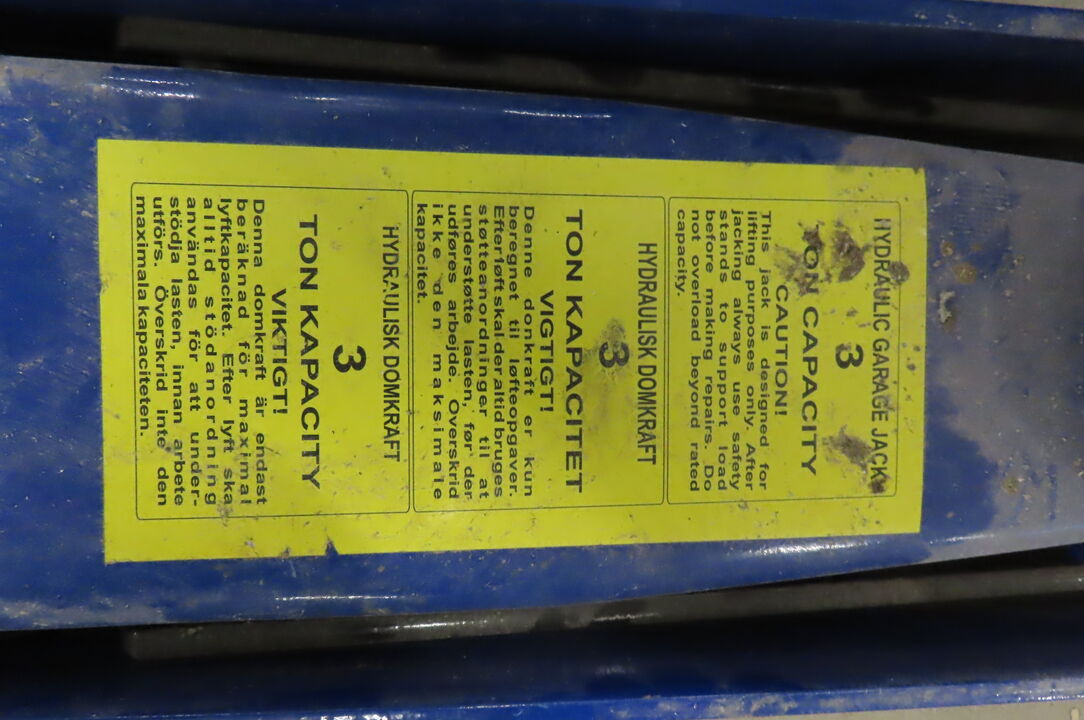 HYDRAULIC GARAGE JACK
3
TON CAPACITY
CAUTION!
This jack is designed for
lifting purposes only. After
jacking always use safety
stands to support load
before making repairs. Do
not overload beyond rated
capacity.
HYDRAULISK DOMKRAFT
3
TON KAPACITET
VIGTIGT!
Denne donkraft er kun
beregnet til løfteopgaver.
Efter løft skal der altid bruges
støtteanordninger til at
understøtte lasten, før der
udføres arbejde. Overskrid
ikke den maksimale
kapacitet.
HYDRAULISK DOMKRAFT
3
TON KAPACITY
VIKTIGT!
Denna domkraft är endast
beräknad för maximal
lyftkapacitet. Efter lyft ska
alltid stödanordning
användas för att under-
stödja lasten, innan arbete
utförs. Överskrid inte den
maximala kapaciteten.